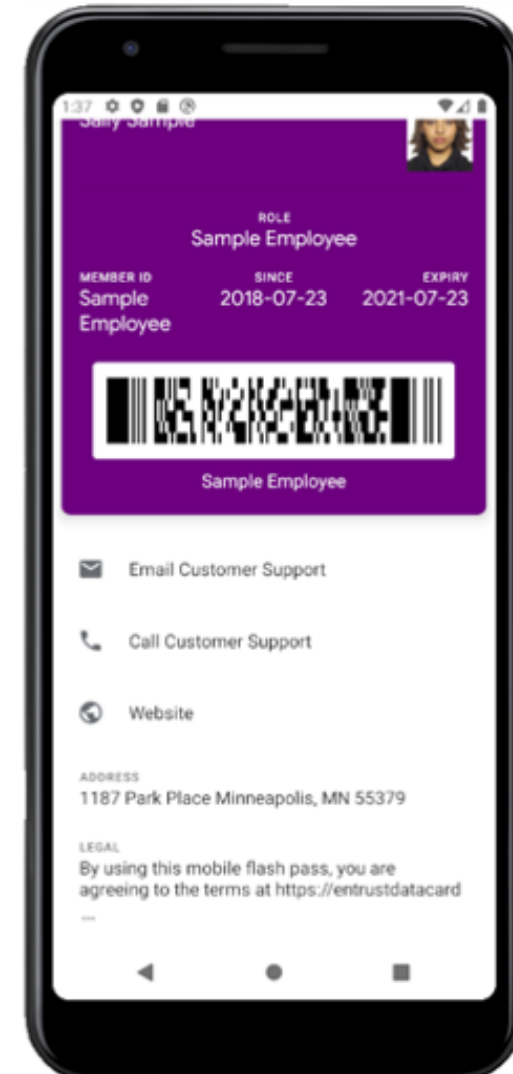 1:37
Sally Sample
ROLE
Sample Employee
MEMBER ID
Sample
Employee
SINCE
2018-07-23
EXPIRY
2021-07-23
Sample Employee
Email Customer Support
Call Customer Support
Website
ADDRESS
1187 Park Place Minneapolis, MN 55379
LEGAL
By using this mobile flash pass, you are
agreeing to the terms at https://entrustdatacard
...